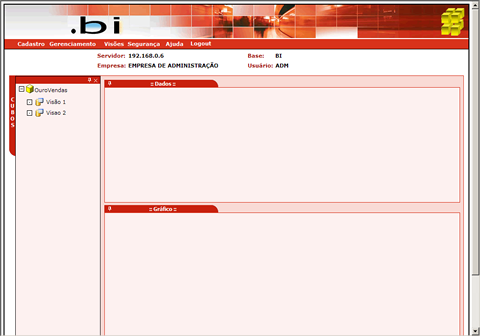 .bi
Cadastro Gerenciamento Visões Segurança Ajuda Logout
Servidor: 192.168.0.6 Base: BI
Empresa: EMPRESA DE ADMINISTRAÇÃO Usuário: ADM
CUBOS
OuroVendas
Visão 1
Visao 2
:: Dados ::
:: Gráfico ::